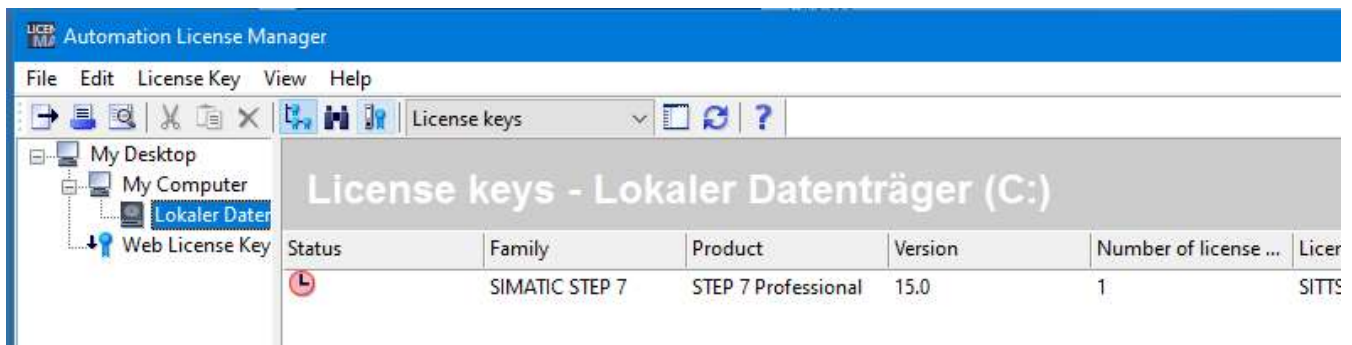 Automation License Manager
File Edit License Key View Help
License keys
My Desktop
My Computer
Lokaler Daten
Web License Key
License keys - Lokaler Datenträger (C:)
Status Family Product Version Number of license ... Licen
SIMATIC STEP 7 STEP 7 Professional 15.0 1 SITTS